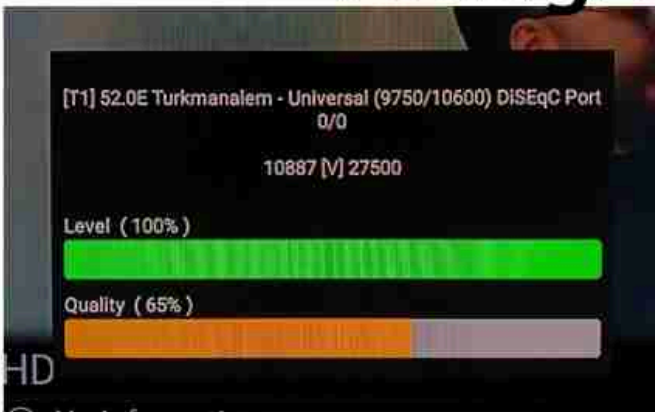 [T1] 52.0E Turkmanalem - Universal (9750/10600) DiSEqC Port
0/0
10887 [V] 27500
Level ( 100% )
Quality ( 65% )
HD